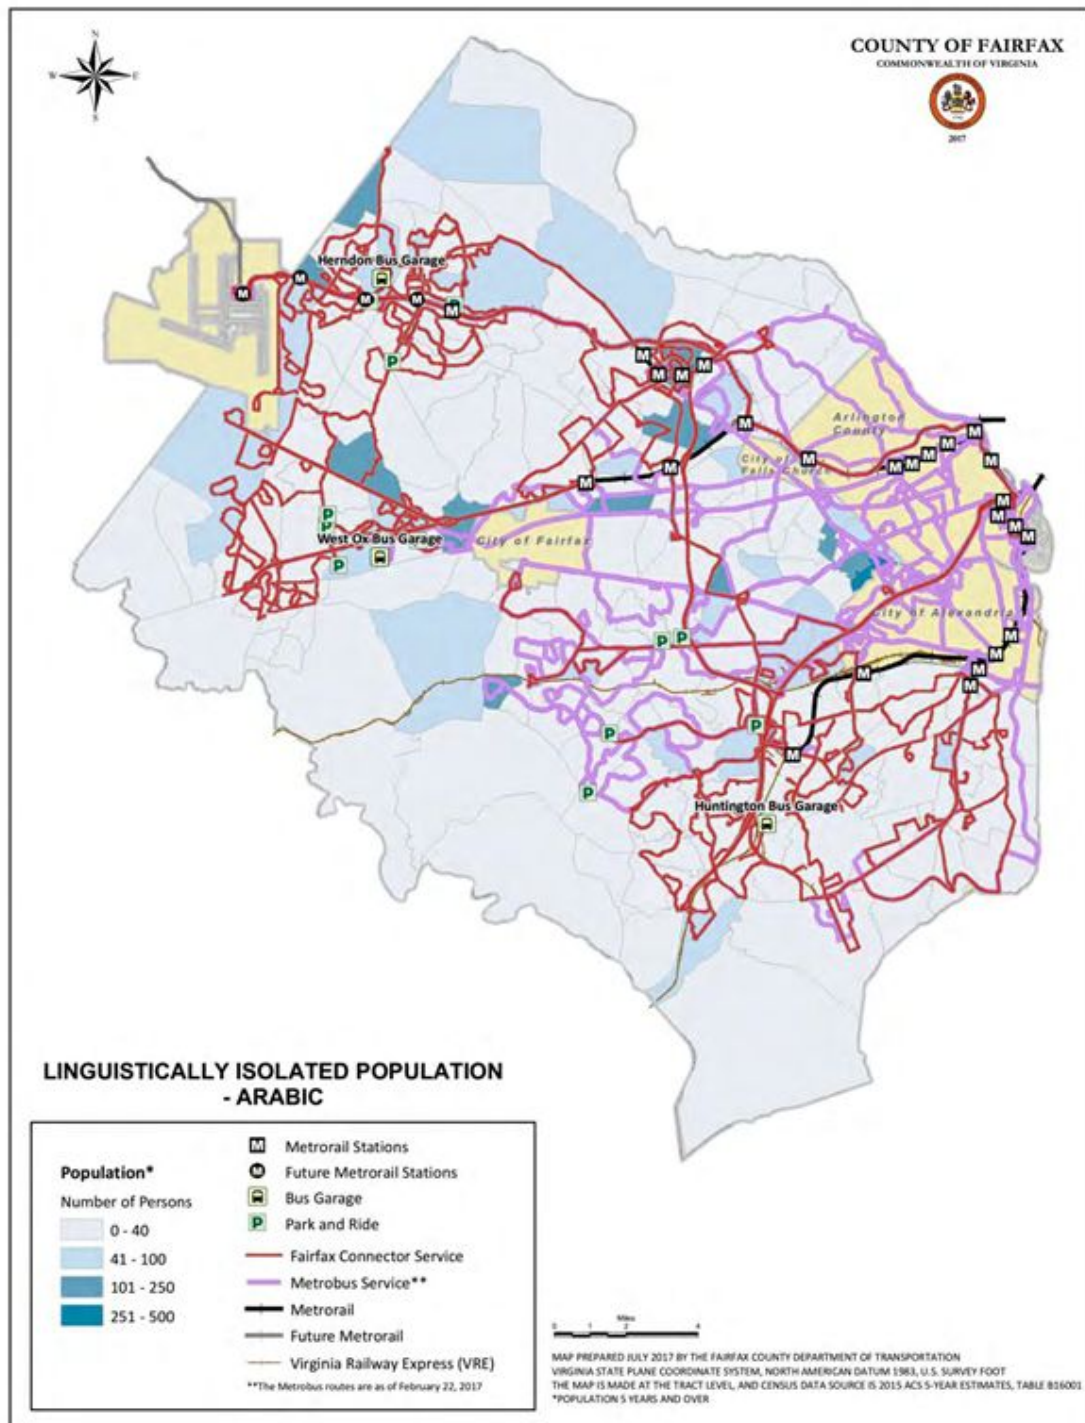 N
W
E
S
COUNTY OF FAIRFAX
COMMONWEALTH OF VIRGINIA
2017
Herndon Bus Garage
M
M
M
M
M
P
M
M
M
M
M
Arlington
County
City of
Falls Church
M
M
M
M
M
M
M
M
M
M
M
M
M
P
P
West Ox Bus Garage
P
City of Fairfax
City of Alexandria
P
P
M
M
M
M
M
P
P
M
P
Huntington Bus Garage
LINGUISTICALLY ISOLATED POPULATION
- ARABIC
Population*
Number of Persons
0 - 40
41 - 100
101 - 250
251 - 500
M Metrorail Stations
M Future Metrorail Stations
Bus Garage
P Park and Ride
Fairfax Connector Service
Metrobus Service**
Metrorail
Future Metrorail
Virginia Railway Express (VRE)
**The Metrobus routes are as of February 22, 2017
Miles
0 1 2 4
MAP PREPARED JULY 2017 BY THE FAIRFAX COUNTY DEPARTMENT OF TRANSPORTATION
VIRGINIA STATE PLANE COORDINATE SYSTEM, NORTH AMERICAN DATUM 1983, U.S. SURVEY FOOT
THE MAP IS MADE AT THE TRACT LEVEL, AND CENSUS DATA SOURCE IS 2015 ACS 5-YEAR ESTIMATES, TABLE B16001
*POPULATION 5 YEARS AND OVER